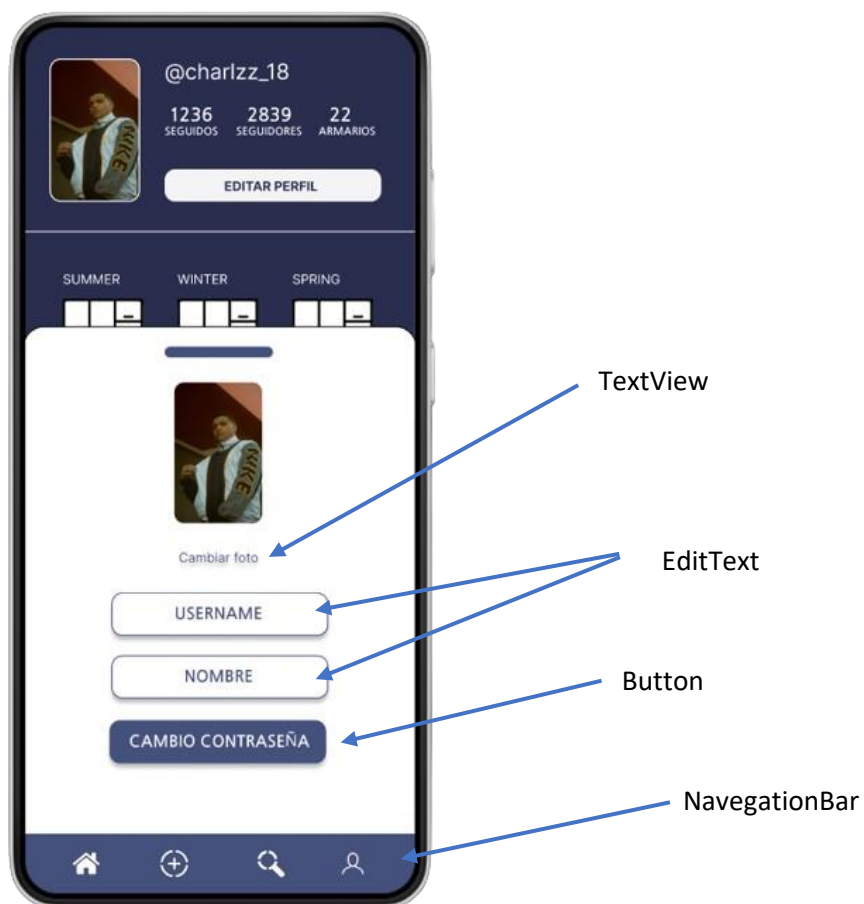 @charlzz_18
1236 2839 22
SEGUIDOS SEGUIDORES ARMARIOS
EDITAR PERFIL
SUMMER WINTER SPRING
NIKE
TextView
Cambiar foto
EditText
USERNAME
NOMBRE
Button
CAMBIO CONTRASEÑA
NavegationBar